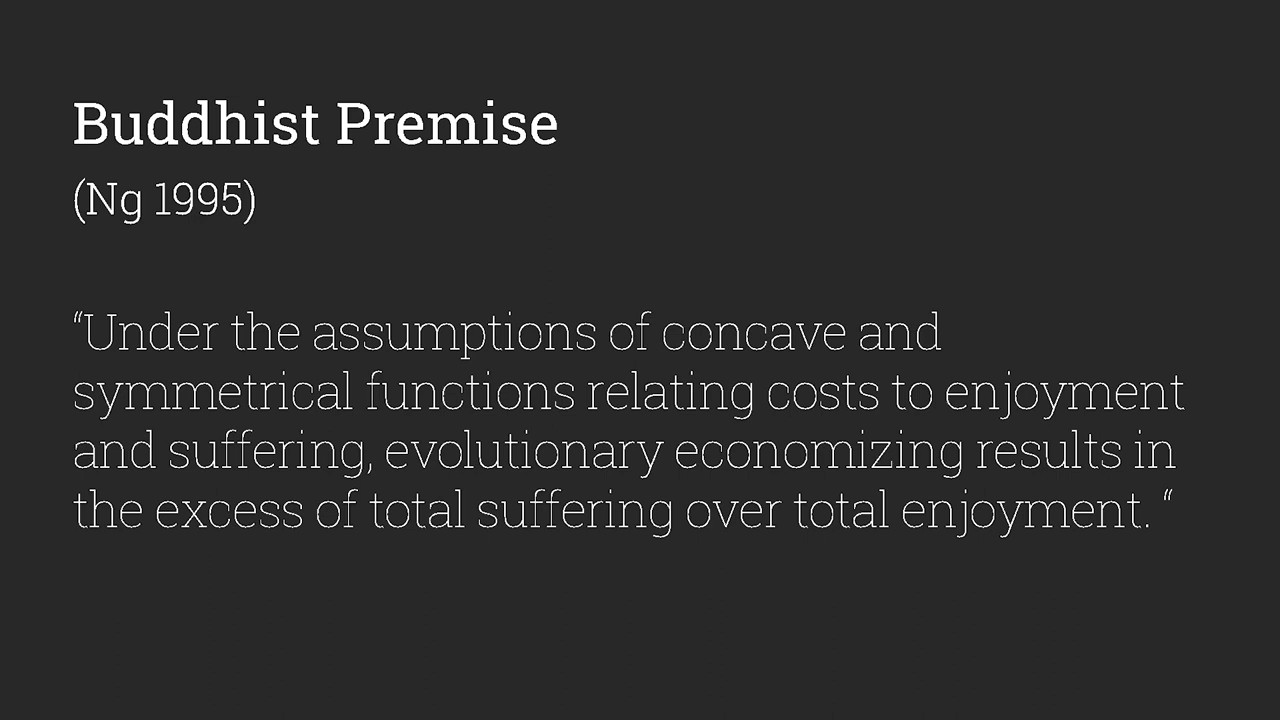 Buddhist Premise
(Ng 1995)
“Under the assumptions of concave and
symmetrical functions relating costs to enjoyment
and suffering, evolutionary economizing results in
the excess of total suffering over total enjoyment. “